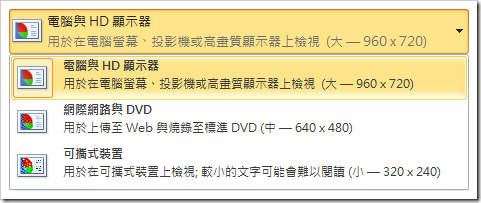 電腦與 HD 顯示器
用於在電腦螢幕、投影機或高畫質顯示器上檢視 (大 — 960 x 720)
電腦與 HD 顯示器
用於在電腦螢幕、投影機或高畫質顯示器上檢視 (大 — 960 x 720)
網際網路與 DVD
用於上傳至 Web 與燒錄至標準 DVD (中 — 640 x 480)
可攜式裝置
用於在可攜式裝置上檢視; 較小的文字可能會難以閱讀 (小 — 320 x 240)